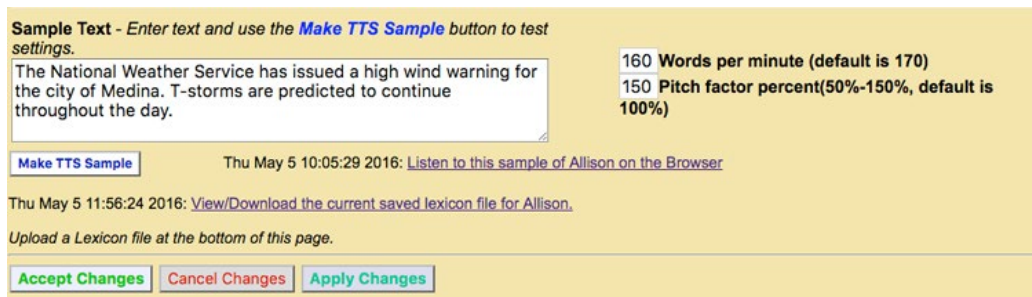 Sample Text - Enter text and use the Make TTS Sample button to test
settings.
The National Weather Service has issued a high wind warning for
the city of Medina. T-storms are predicted to continue
throughout the day.
160 Words per minute (default is 170)
150 Pitch factor percent(50%-150%, default is
100%)
Make TTS Sample
Thu May 5 10:05:29 2016: Listen to this sample of Allison on the Browser
Thu May 5 11:56:24 2016: View/Download the current saved lexicon file for Allison.
Upload a Lexicon file at the bottom of this page.
Accept Changes
Cancel Changes
Apply Changes